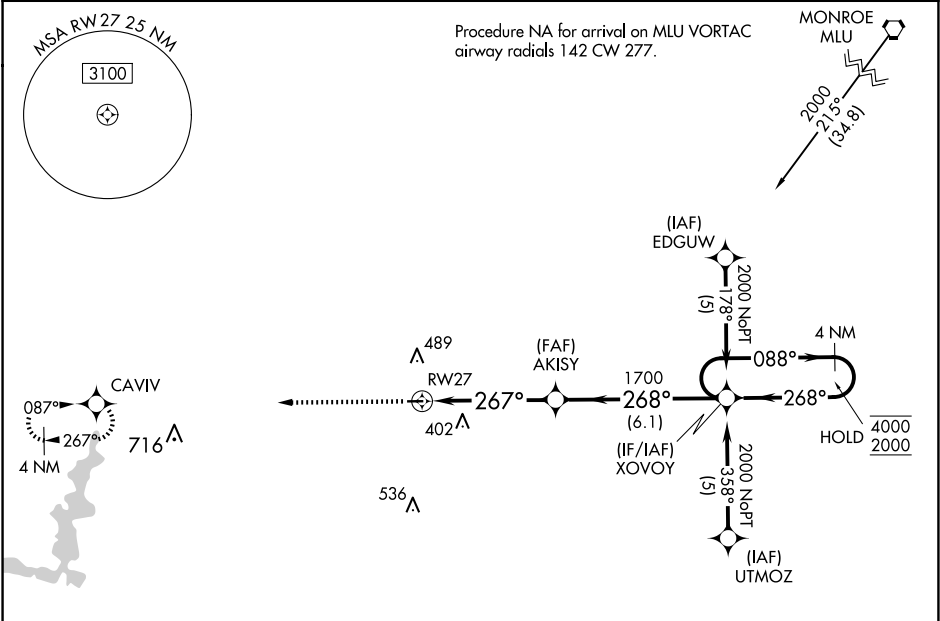 MSA RW 27 25 NM
3100
Procedure NA for arrival on MLU VORTAC
airway radials 142 CW 277.
MONROE
MLU
2000
215°
(34.8)
(IAF)
EDGUW
2000 NoPT
178°
(5)
4 NM
088°
489
(FAF)
AKISY
RW27
1700
CAVIV
087°
267°
268°
268°
(6.1)
402
HOLD
4000
2000
267°
716
4 NM
(IF/IAF)
XOVOY
2000 NoPT
358°
(5)
536
(IAF)
UTMOZ